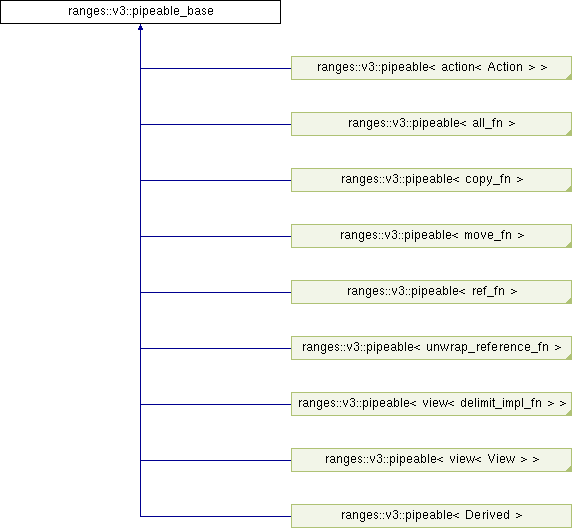 ranges::v3::pipeable_base
ranges::v3::pipeable< action< Action > >
ranges::v3::pipeable< all_fn >
ranges::v3::pipeable< copy_fn >
ranges::v3::pipeable< move_fn >
ranges::v3::pipeable< ref_fn >
ranges::v3::pipeable< unwrap_reference_fn >
ranges::v3::pipeable< view< delimit_impl_fn > >
ranges::v3::pipeable< view< View > >
ranges::v3::pipeable< Derived >